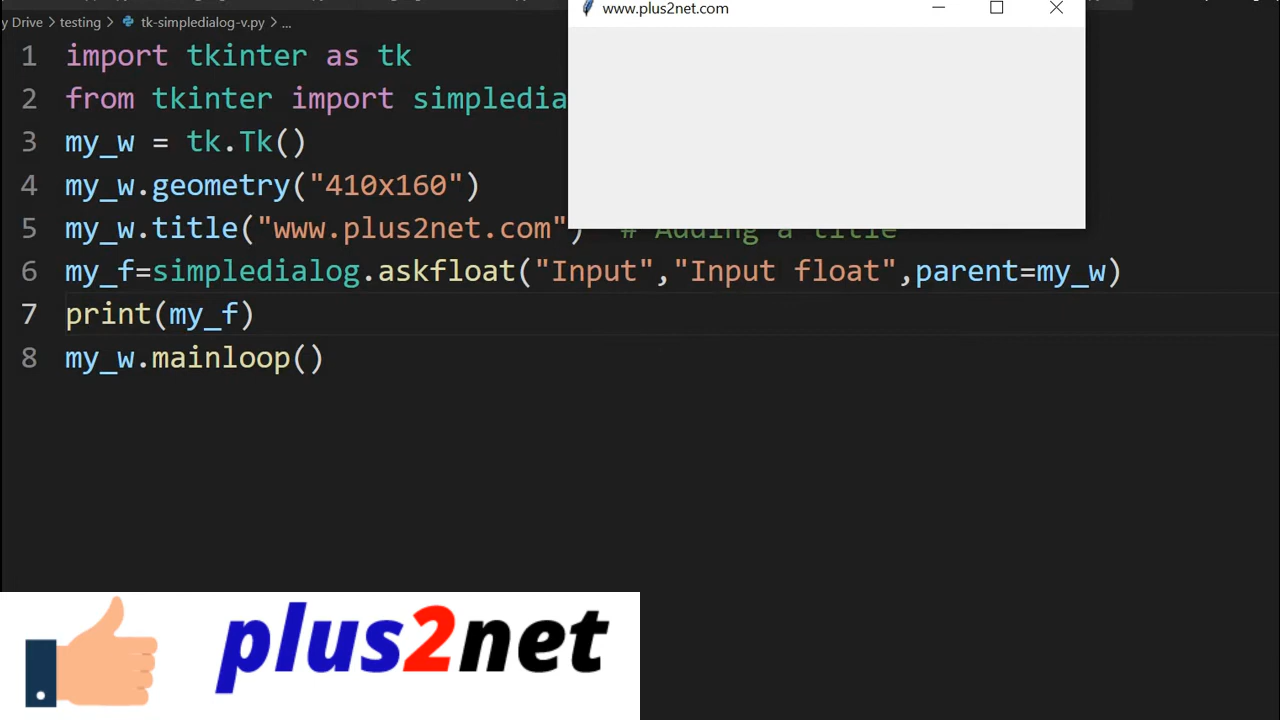 www.plus2net.com
y Drive > testing > tk-simpledialog-v.py > ...
1 import tkinter as tk
2 from tkinter import simpledia
3 my_w = tk.Tk()
4 my_w.geometry("410x160")
5 my_w.title("www.plus2net.com") # Adding a title
6 my_f=simpledialog.askfloat("Input","Input float",parent=my_w)
7 print(my_f)
8 my_w.mainloop()
plus2net